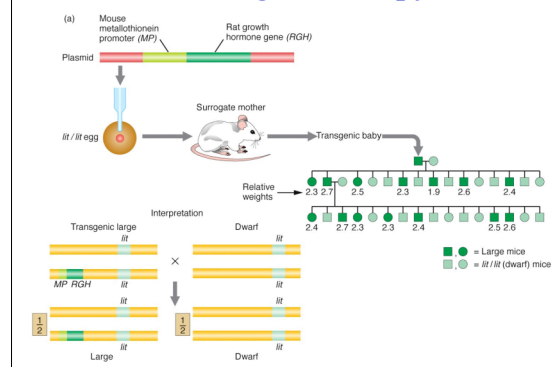 (a)
Mouse
metallothionein
promoter (MP)
Rat growth
hormone gene (RGH)
Plasmid
Surrogate mother
lit / lit egg
Transgenic baby
2.3 2.7 2.5 2.3 1.9 2.6 2.4
Relative
weights
2.4 2.7 2.3 2.3 2.4 2.5 2.6
Interpretation
Transgenic large
Dwarf
lit
lit
×
MP RGH
lit
lit
= Large mice
= lit / lit (dwarf) mice
lit
lit
1/2
1/2
lit
lit
Large
Dwarf